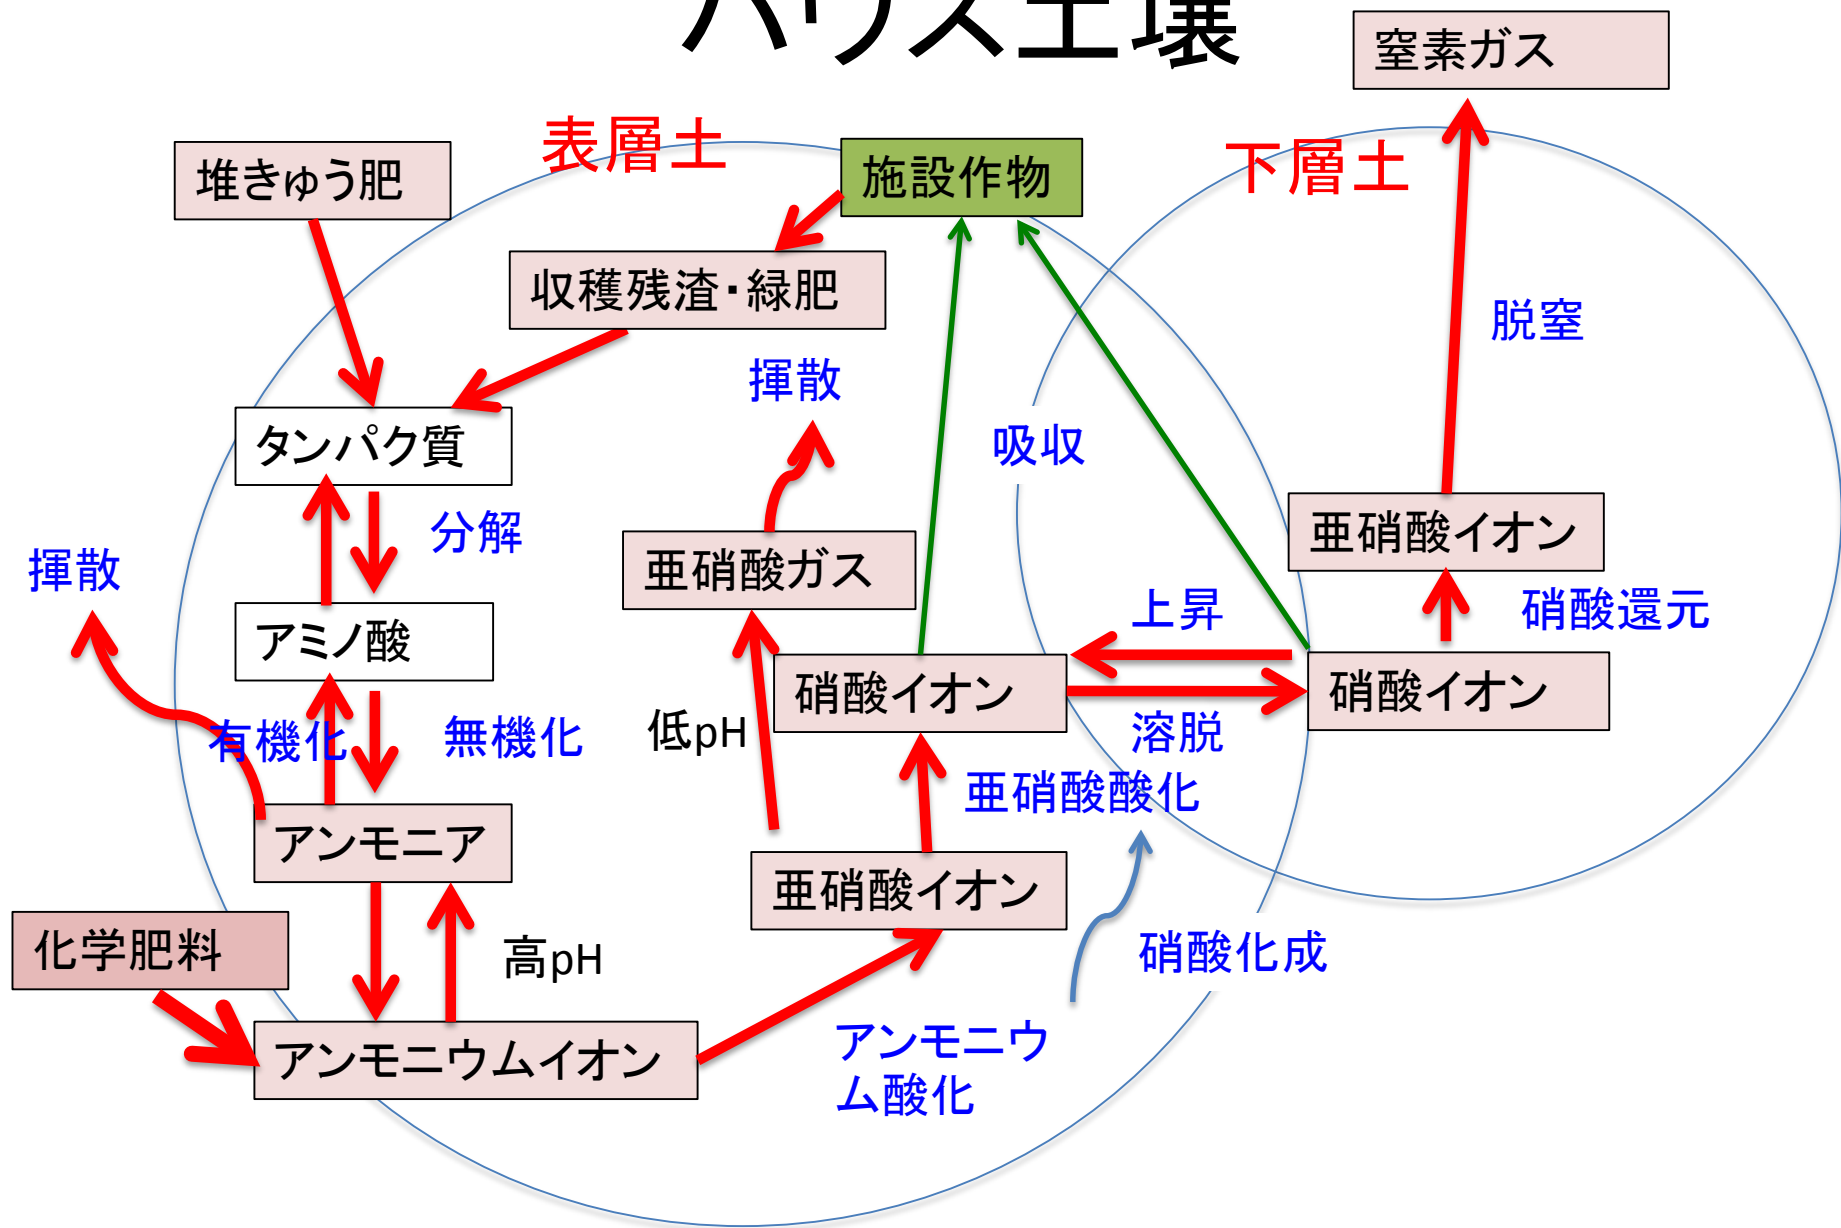 ハウス土壌
窒素ガス
表層土
施設作物
下層土
堆きゅう肥
収穫残渣・緑肥
脱窒
揮散
タンパク質
吸収
分解
亜硝酸イオン
揮散
亜硝酸ガス
上昇
硝酸還元
アミノ酸
硝酸イオン
硝酸イオン
有機化
無機化
低pH
溶脱
亜硝酸酸化
アンモニア
亜硝酸イオン
化学肥料
高pH
硝酸化成
アンモニウムイオン
アンモニウ
ム酸化